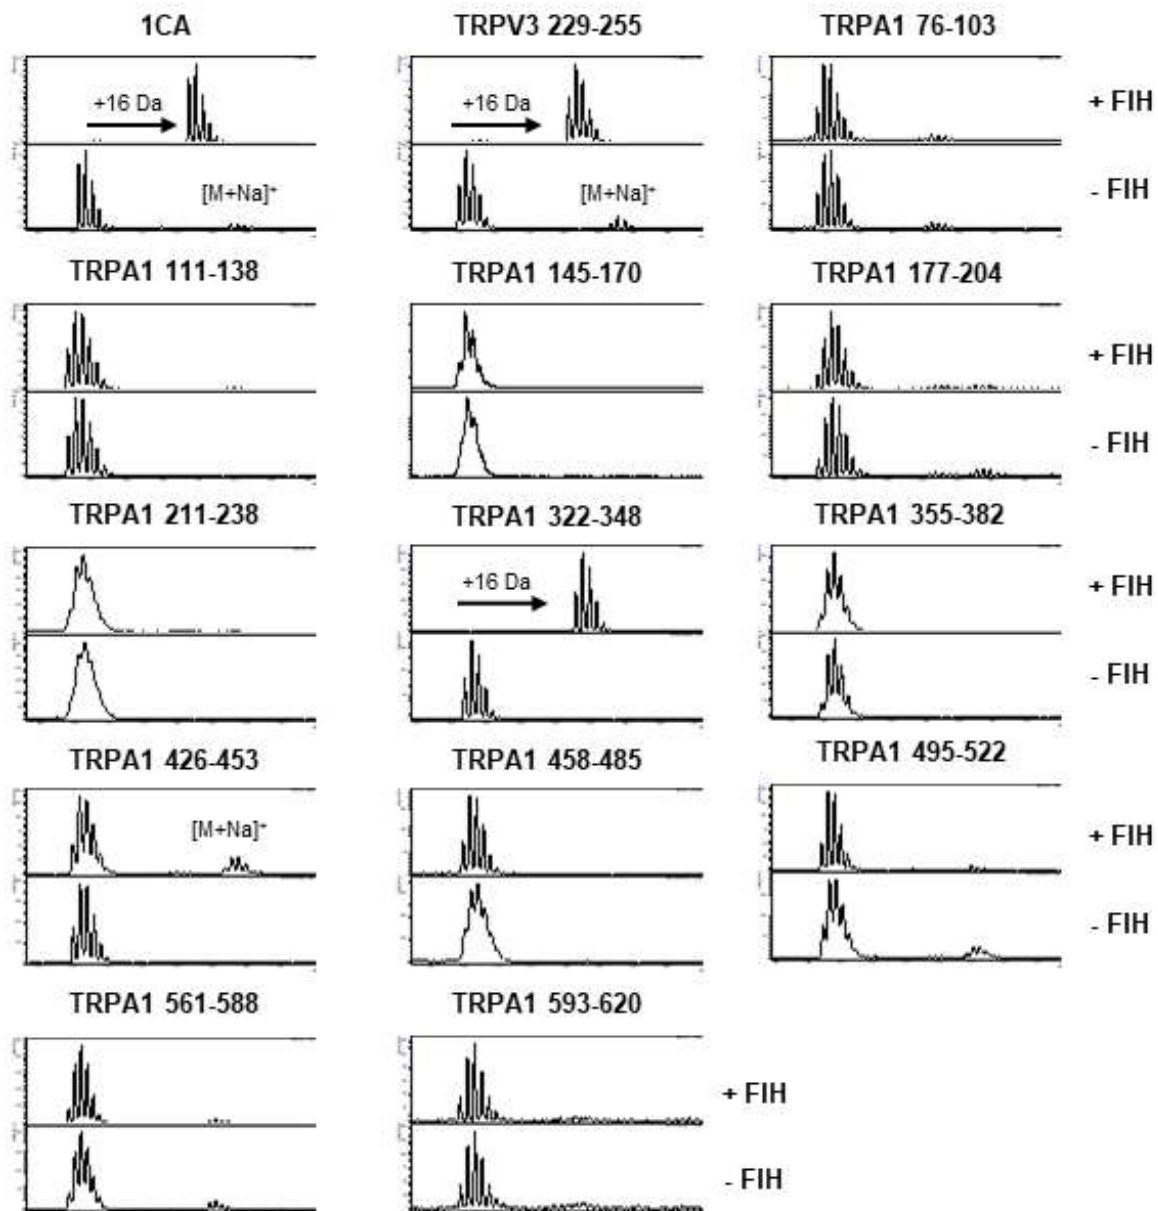 1CA
TRPV3 229-255
TRPA1 76-103
+16 Da
+16 Da
+ FIH
[M+Na]+
[M+Na]+
- FIH
TRPA1 111-138
TRPA1 145-170
TRPA1 177-204
+ FIH
- FIH
TRPA1 211-238
TRPA1 322-348
TRPA1 355-382
+16 Da
+ FIH
- FIH
TRPA1 426-453
TRPA1 458-485
TRPA1 495-522
[M+Na]+
+ FIH
- FIH
TRPA1 561-588
TRPA1 593-620
+ FIH
- FIH